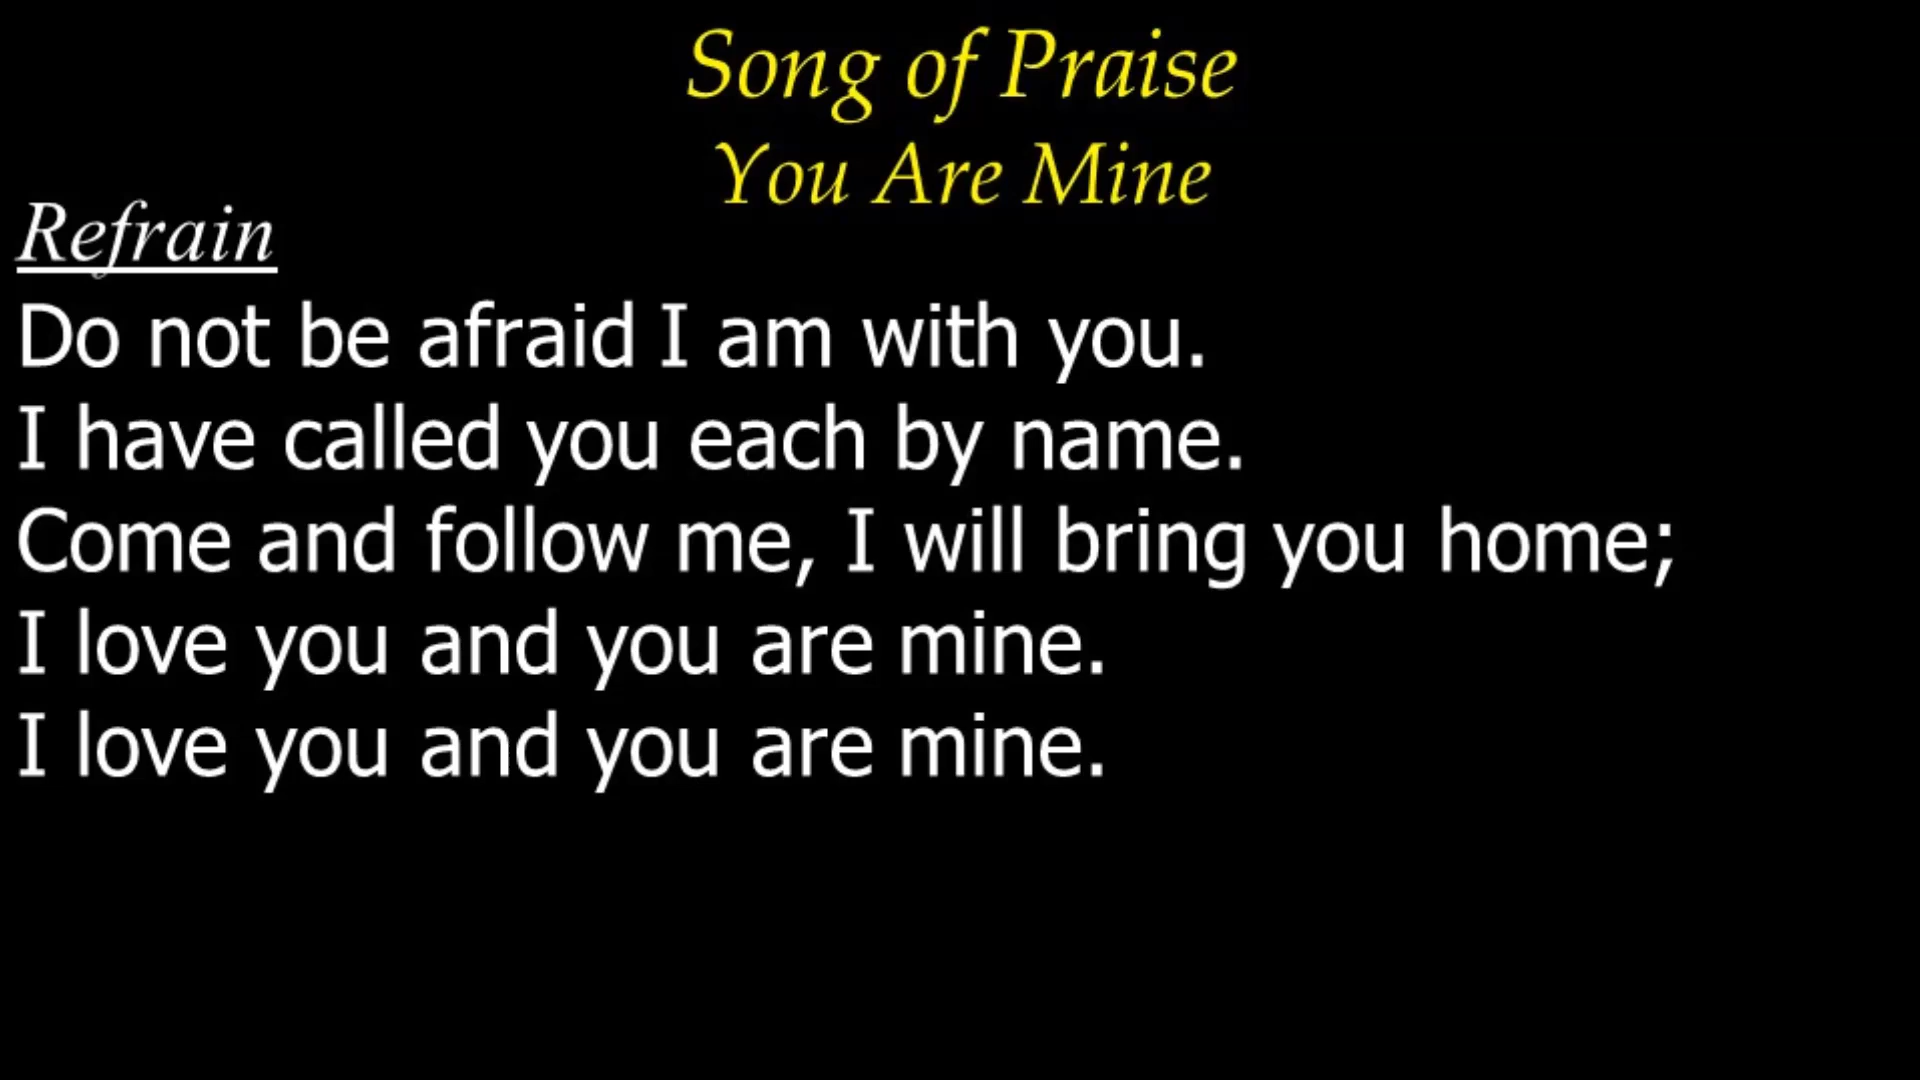 Song of Praise
You Are Mine
Refrain
Do not be afraid I am with you.
I have called you each by name.
Come and follow me, I will bring you home;
I love you and you are mine.
I love you and you are mine.